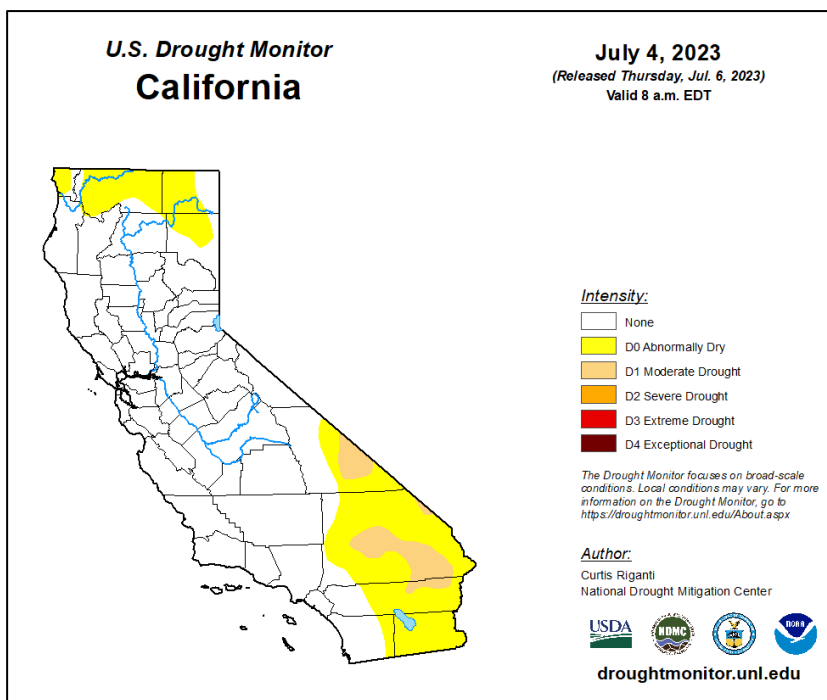 U.S. Drought Monitor
California
July 4, 2023
(Released Thursday, Jul. 6, 2023)
Valid 8 a.m. EDT
Intensity:
None
D0 Abnormally Dry
D1 Moderate Drought
D2 Severe Drought
D3 Extreme Drought
D4 Exceptional Drought
The Drought Monitor focuses on broad-scale
conditions. Local conditions may vary. For more
information on the Drought Monitor, go to
https://droughtmonitor.unl.edu/About.aspx
Author:
Curtis Riganti
National Drought Mitigation Center
USDA
NDMC
NOAA
droughtmonitor.unl.edu